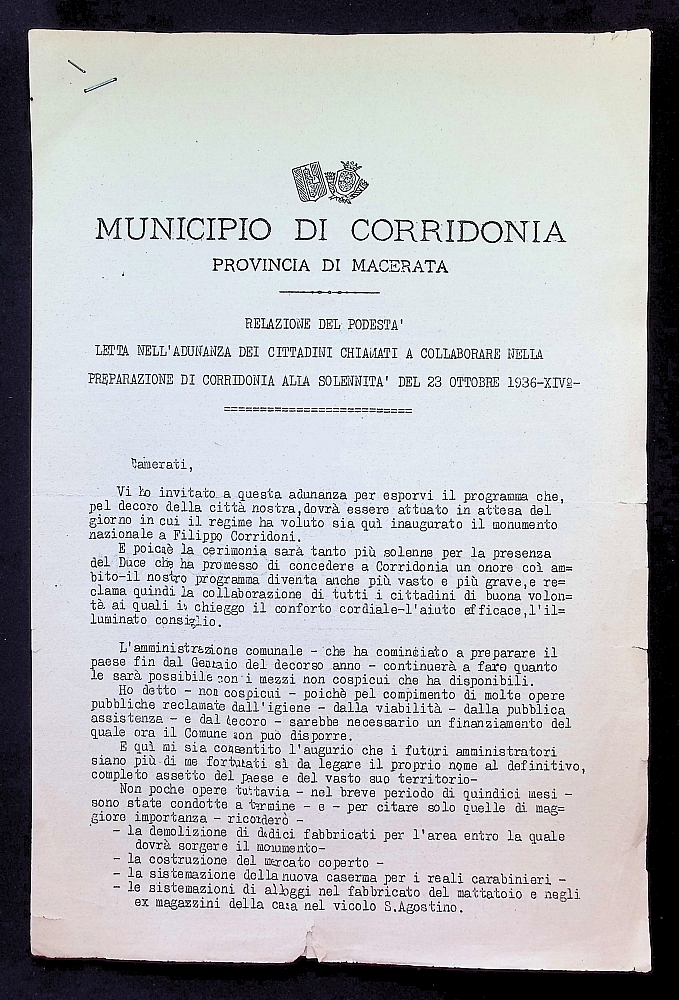 MUNICIPIO DI CORRIDONIA
PROVINCIA DI MACERATA
RELAZIONE DEL PODESTA'
LETTA NELL'ADUNANZA DEI CITTADINI CHIAMATI A COLLABORARE NELLA
PREPARAZIONE DI CORRIDONIA ALLA SOLENNITA' DEL 23 OTTOBRE 1936-XIVº-
==========================
Camerati,
Vi ho invitato a questa adunanza per esporvi il programma che,
pel decoro della città nostra,dovrà essere attuato in attesa del
giorno in cui il regime ha voluto sia quì inaugurato il monumento
nazionale a Filippo Corridoni.
E poichè la cerimonia sarà tanto più solenne per la presenza
del Duce che ha promesso di concedere a Corridonia un onore coì am=
bito-il nostro programma diventa anche più vasto e più grave,e re=
clama quindi la collaborazione di tutti i cittadini di buona volon=
tà ai quali io chieggo il conforto cordiale-l'aiuto efficace,l'il=
luminato consiglio.
L'amministrazione comunale - che ha cominciato a preparare il
paese fin dal Gennaio del decorso anno - continuerà a fare quanto
le sarà possibile con i mezzi non cospicui che ha disponibili.
Ho detto - non cospicui - poichè pel compimento di molte opere
pubbliche reclamate dall'igiene - dalla viabilità - dalla pubblica
assistenza - e dal decoro - sarebbe necessario un finanziamento del
quale ora il Comune non può disporre.
E quì mi sia consentito l'augurio che i futuri amministratori
siano più di me fortunati sì da legare il proprio nome al definitivo,
completo assetto del paese e del vasto suo territorio-
Non poche opere tuttavia - nel breve periodo di quindici mesi -
sono state condotte a termine - e - per citare solo quelle di mag=
giore importanza - ricorderò -
- la demolizione di dodici fabbricati per l'area entro la quale
dovrà sorgere il monumento-
- la costruzione del mercato coperto -
- la sistemazione della nuova caserma per i reali carabinieri -
- le sistemazioni di alloggi nel fabbricato del mattatoio e negli
ex magazzini della casa nel vicolo S.Agostino.